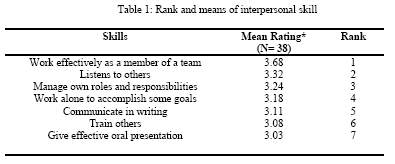 Table 1: Rank and means of interpersonal skill
Skills Mean Rating* Rank
(N= 38)
Work effectively as a member of a team 3.68 1
Listens to others 3.32 2
Manage own roles and responsibilities 3.24 3
Work alone to accomplish some goals 3.18 4
Communicate in writing 3.11 5
Train others 3.08 6
Give effective oral presentation 3.03 7